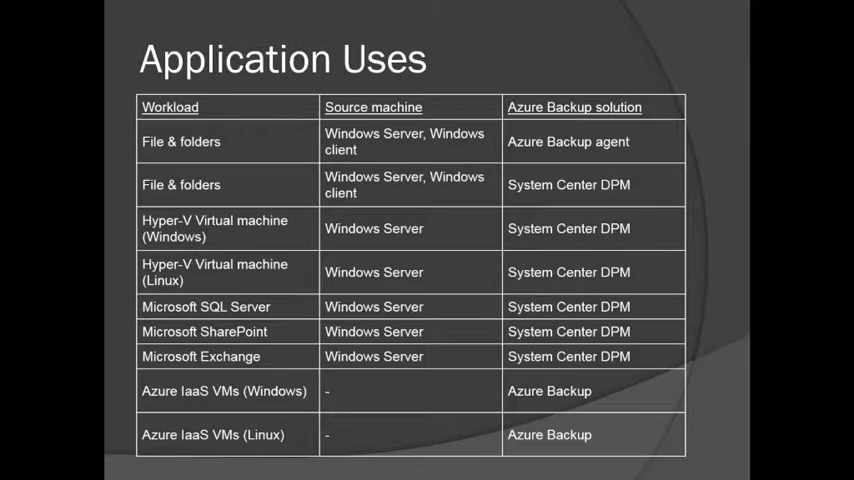 Application Uses
Workload
Source machine
Azure Backup solution
File & folders
Windows Server, Windows
client
Azure Backup agent
File & folders
Windows Server, Windows
client
System Center DPM
Hyper-V Virtual machine
(Windows)
Windows Server
System Center DPM
Hyper-V Virtual machine
(Linux)
Windows Server
System Center DPM
Microsoft SQL Server
Windows Server
System Center DPM
Microsoft SharePoint
Windows Server
System Center DPM
Microsoft Exchange
Windows Server
System Center DPM
Azure IaaS VMs (Windows)
-
Azure Backup
Azure IaaS VMs (Linux)
-
Azure Backup